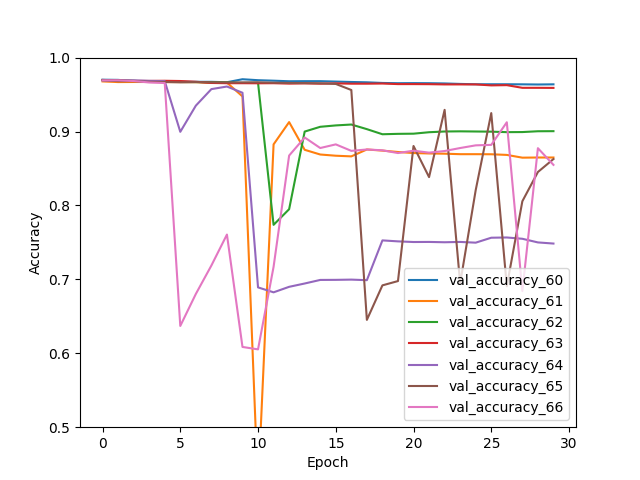 1.0
0.9
0.8
0.7
0.6
0.5
Accuracy
0 5 10 15 20 25 30
Epoch
val_accuracy_60
val_accuracy_61
val_accuracy_62
val_accuracy_63
val_accuracy_64
val_accuracy_65
val_accuracy_66